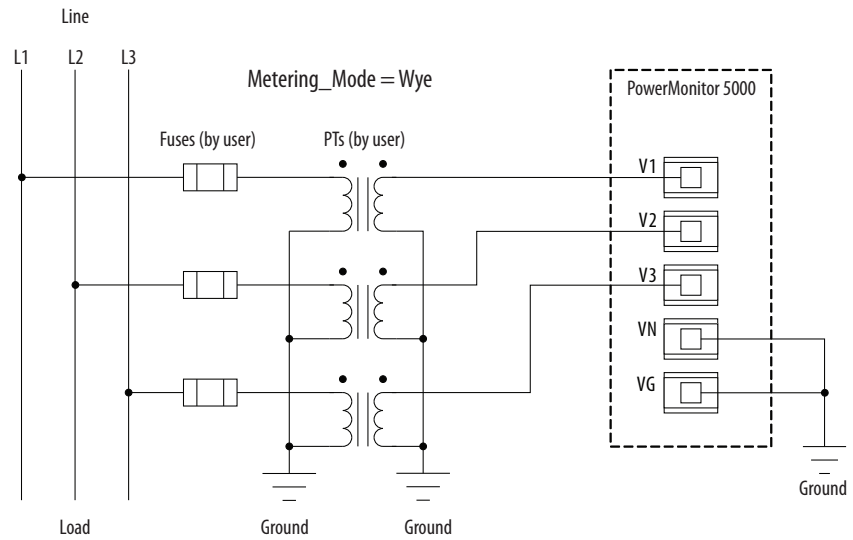 Line
L1
L2
L3
Metering_Mode = Wye
PowerMonitor 5000
Fuses (by user)
PTs (by user)
V1
V2
V3
VN
VG
Ground
Load
Ground
Ground